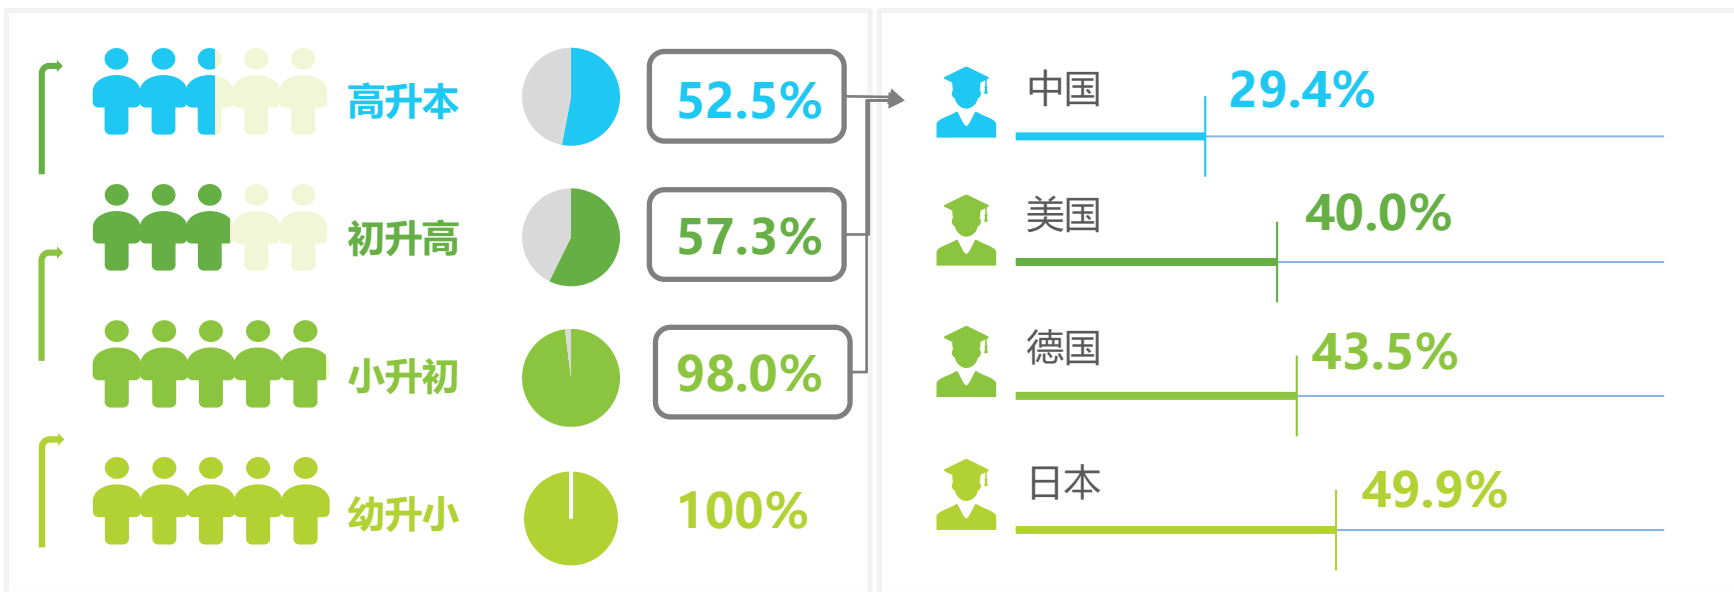 高升本
52.5%
初升高
57.3%
小升初
98.0%
幼升小
100%
中国
29.4%
美国
40.0%
德国
43.5%
日本
49.9%